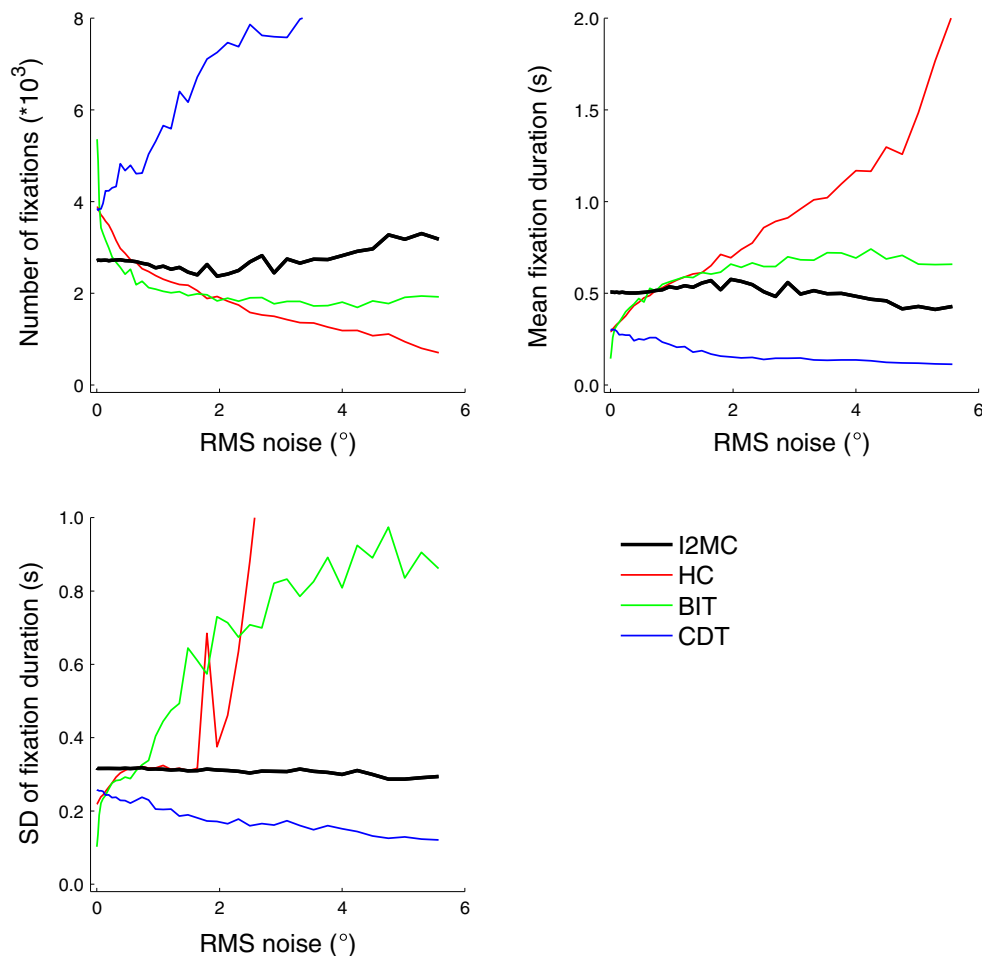 Number of fixations (*10³)
8
6
4
2
0
0
2
4
6
RMS noise (°)
Mean fixation duration (s)
2.0
1.5
1.0
0.5
0.0
0
2
4
6
RMS noise (°)
SD of fixation duration (s)
1.0
0.8
0.6
0.4
0.2
0.0
0
2
4
6
RMS noise (°)
I2MC
HC
BIT
CDT